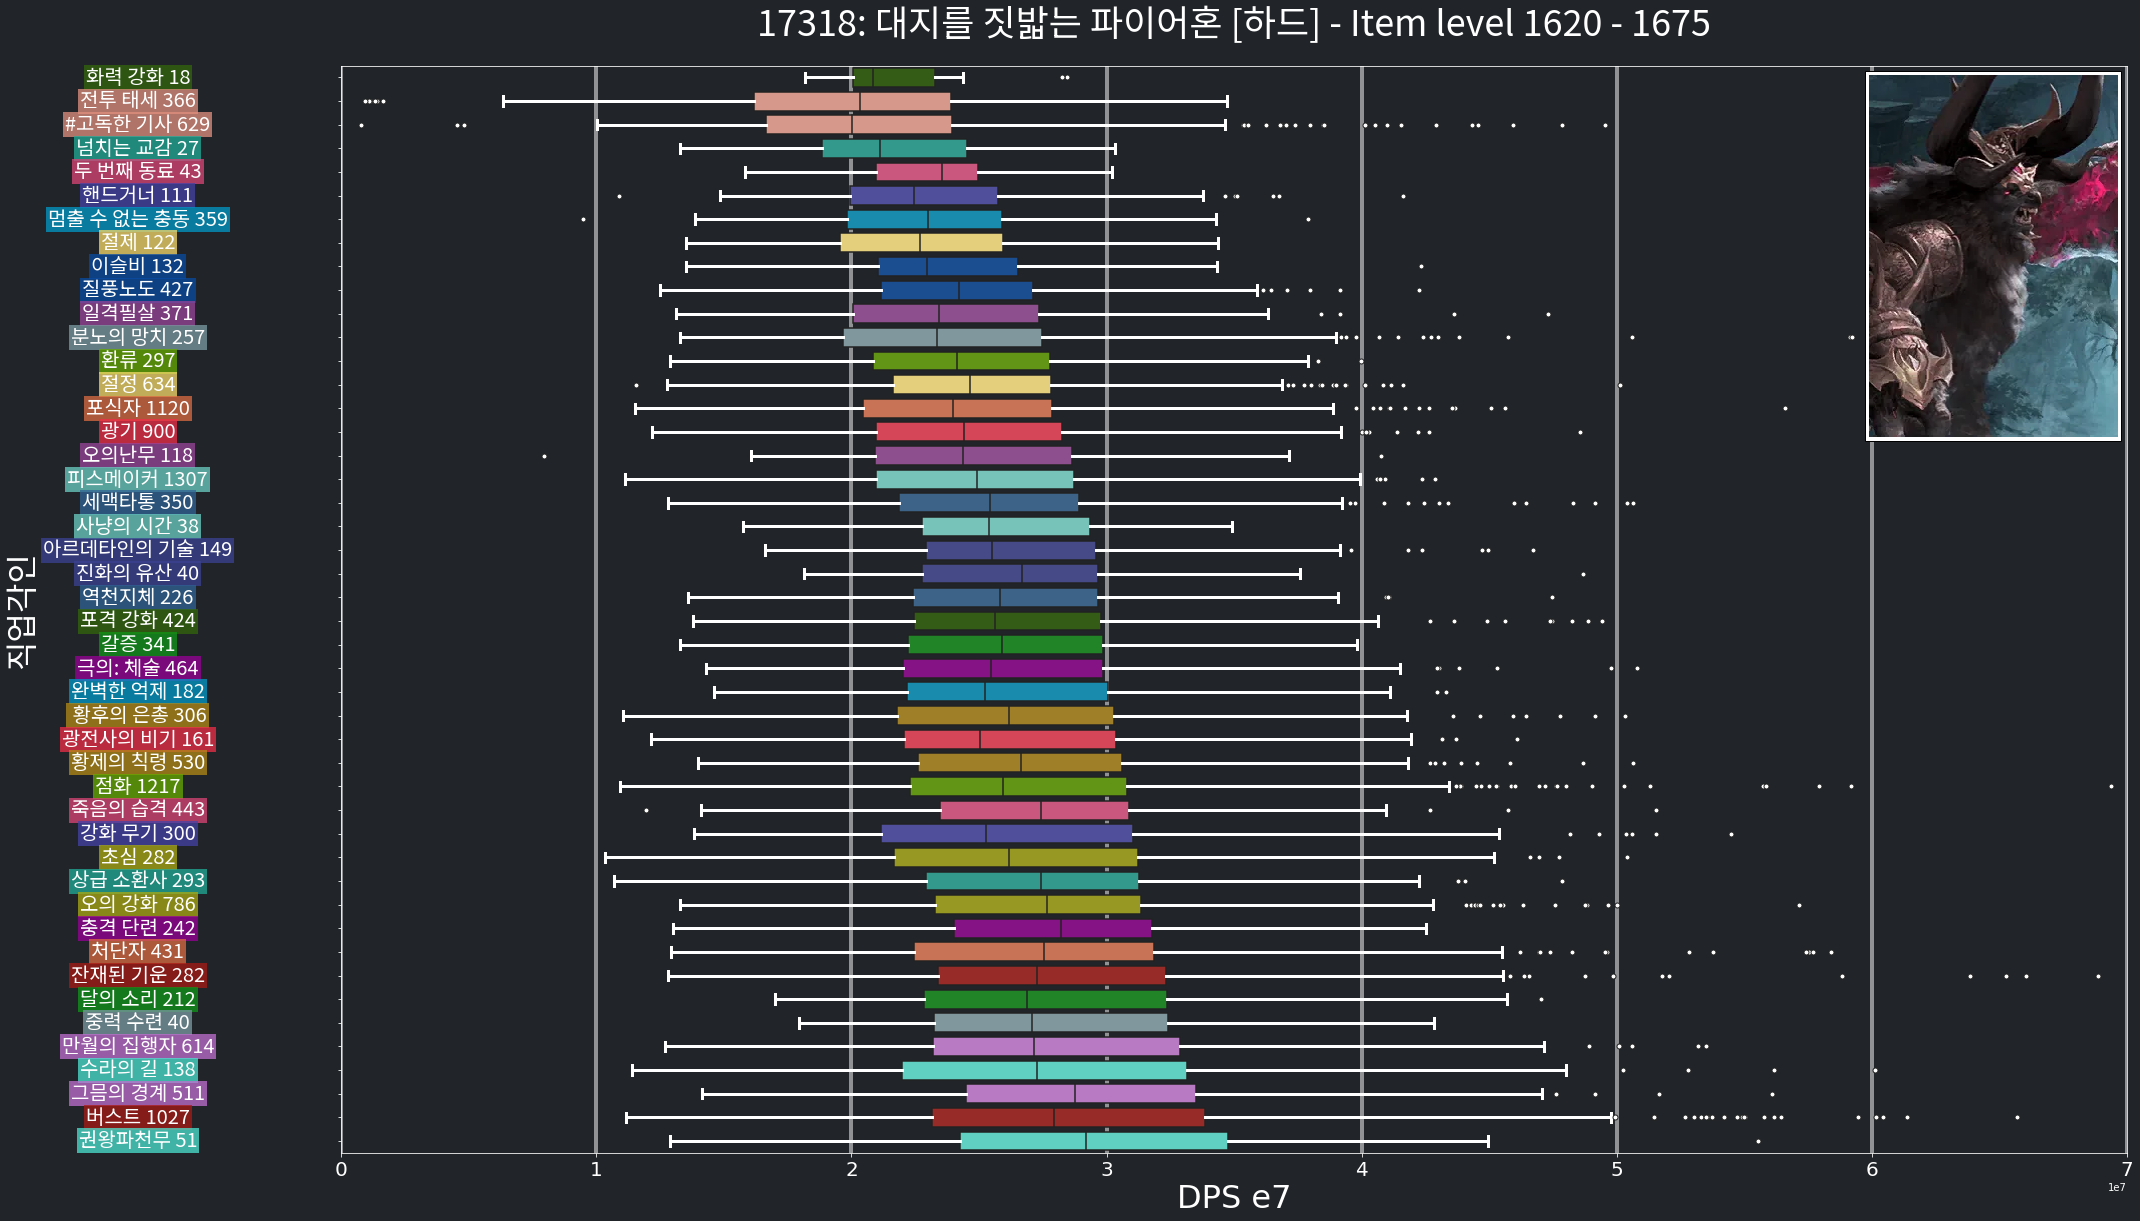 17318: 대지를 짓밟는 파이어혼 [하드] - Item level 1620 - 1675
직업각인
화력 강화 18
전투 태세 366
#고독한 기사 629
넘치는 교감 27
두 번째 동료 43
핸드거너 111
멈출 수 없는 충동 359
절제 122
이슬비 132
질풍노도 427
일격필살 371
분노의 망치 257
환류 297
절정 634
포식자 1120
광기 900
오의난무 118
피스메이커 1307
세맥타통 350
사냥의 시간 38
아르데타인의 기술 149
진화의 유산 40
역천지체 226
포격 강화 424
갈증 341
극의: 체술 464
완벽한 억제 182
황후의 은총 306
광전사의 비기 161
황제의 칙령 530
점화 1217
죽음의 습격 443
강화 무기 300
초심 282
상급 소환사 293
오의 강화 786
충격 단련 242
처단자 431
잔재된 기운 282
달의 소리 212
중력 수련 40
만월의 집행자 614
수라의 길 138
그믐의 경계 511
버스트 1027
권왕파천무 51
0 1 2 3 4 5 6 7
1e7
DPS e7